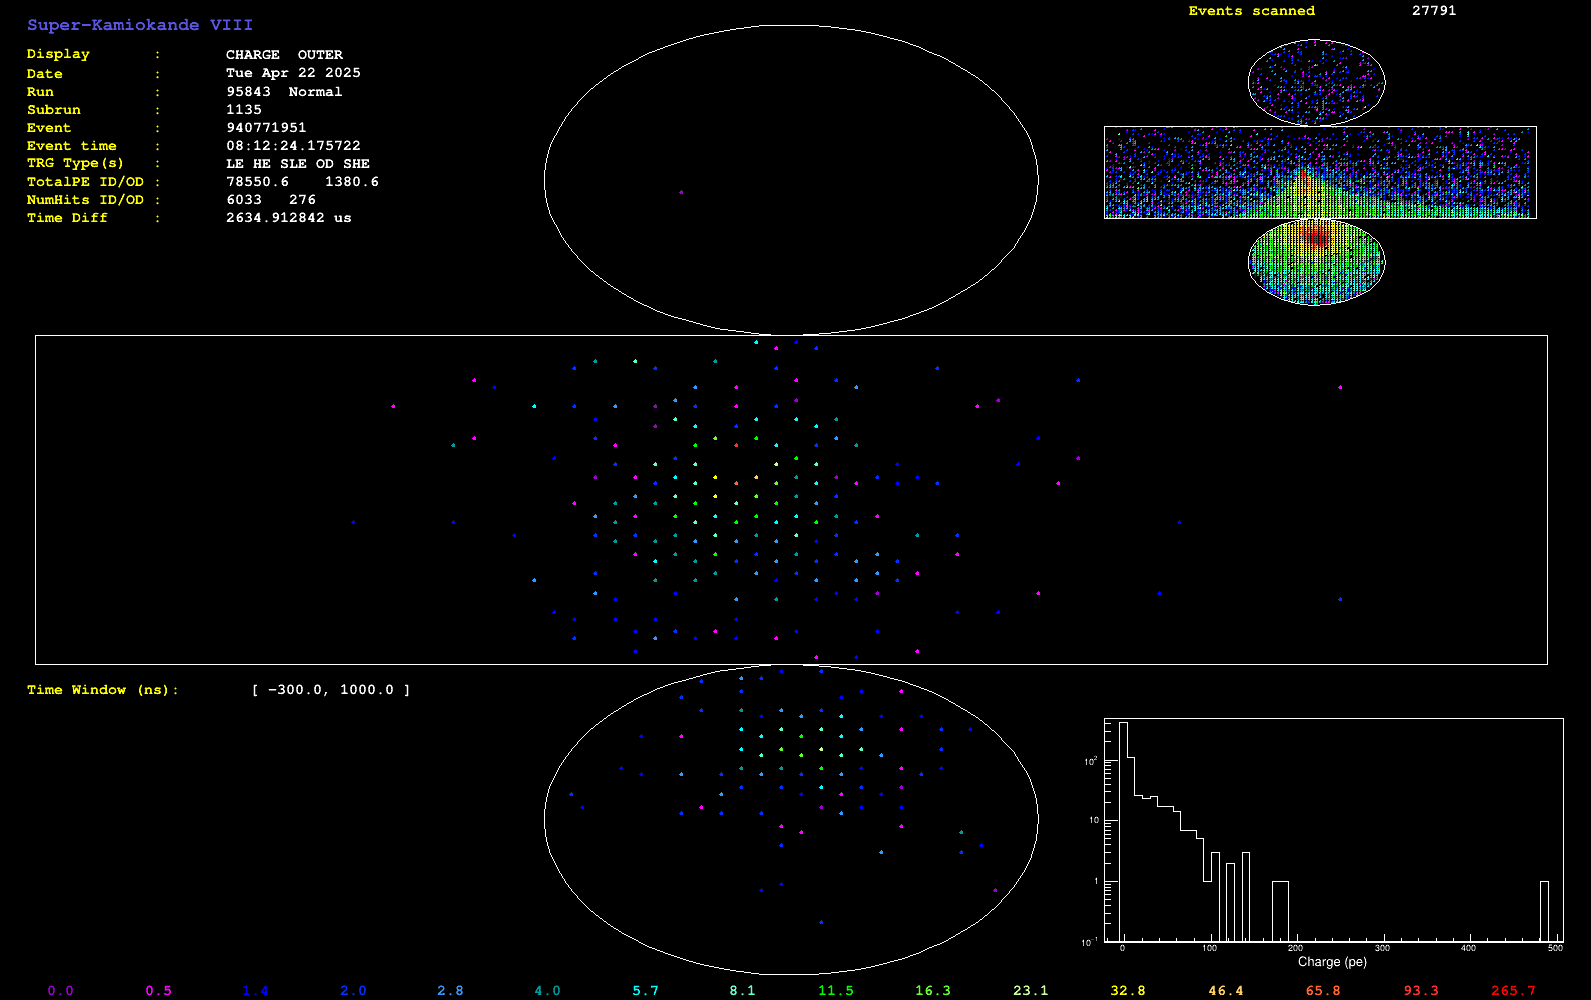 Super-Kamiokande VIII
Display : CHARGE OUTER
Date : Tue Apr 22 2025
Run : 95843 Normal
Subrun : 1135
Event : 940771951
Event time : 08:12:24.175722
TRG Type(s) : LE HE SLE OD SHE
TotalPE ID/OD : 78550.6 1380.6
NumHits ID/OD : 6033 276
Time Diff : 2634.912842 us
Events scanned 27791
Time Window (ns): [ -300.0, 1000.0 ]
10²
10
1
10⁻¹
0 100 200 300 400 500
Charge (pe)
0.0 0.5 1.4 2.0 2.8 4.0 5.7 8.1 11.5 16.3 23.1 32.8 46.4 65.8 93.3 265.7